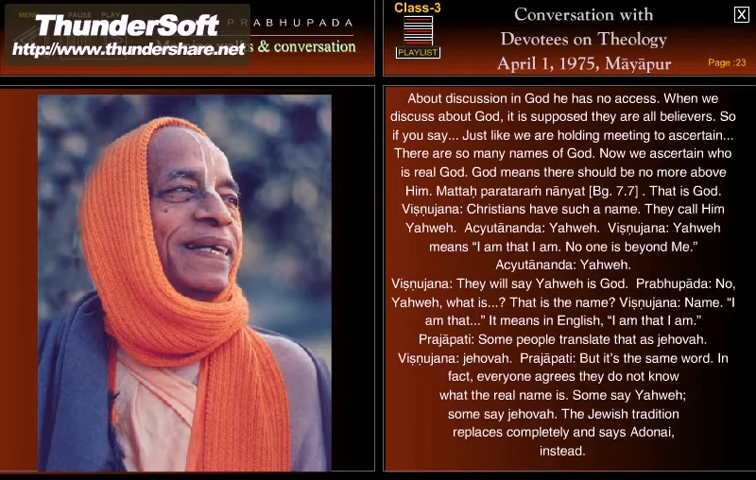 MENU PAUSE PLAY
PRABHUPADA
ThunderSoft
http://www.thundershare.net
& conversation
Class-3
PLAYLIST
Conversation with
Devotees on Theology
April 1, 1975, Māyāpur
X
Page :23
About discussion in God he has no access. When we
discuss about God, it is supposed they are all believers. So
if you say... Just like we are holding meeting to ascertain...
There are so many names of God. Now we ascertain who
is real God. God means there should be no more above
Him. Mattaḥ parataraṁ nānyat [Bg. 7.7] . That is God.
Viṣṇujana: Christians have such a name. They call Him
Yahweh. Acyutānanda: Yahweh. Viṣṇujana: Yahweh
means “I am that I am. No one is beyond Me.”
Acyutānanda: Yahweh.
Viṣṇujana: They will say Yahweh is God. Prabhupāda: No,
Yahweh, what is...? That is the name? Viṣṇujana: Name. “I
am that...” It means in English, “I am that I am.”
Prajāpati: Some people translate that as jehovah.
Viṣṇujana: jehovah. Prajāpati: But it’s the same word. In
fact, everyone agrees they do not know
what the real name is. Some say Yahweh;
some say jehovah. The Jewish tradition
replaces completely and says Adonai,
instead.